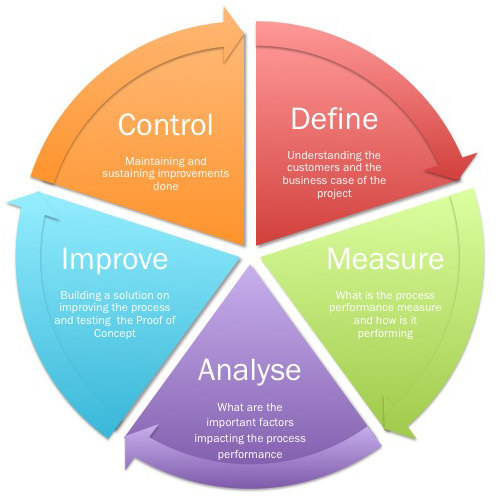 Define
Understanding the
customers and the
business case of the
project
Measure
What is the process
performance measure
and how is it
performing
Analyse
What are the
important factors
impacting the process
performance
Improve
Building a solution on
improving the process
and testing the Proof of
Concept
Control
Maintaining and
sustaining improvements
done